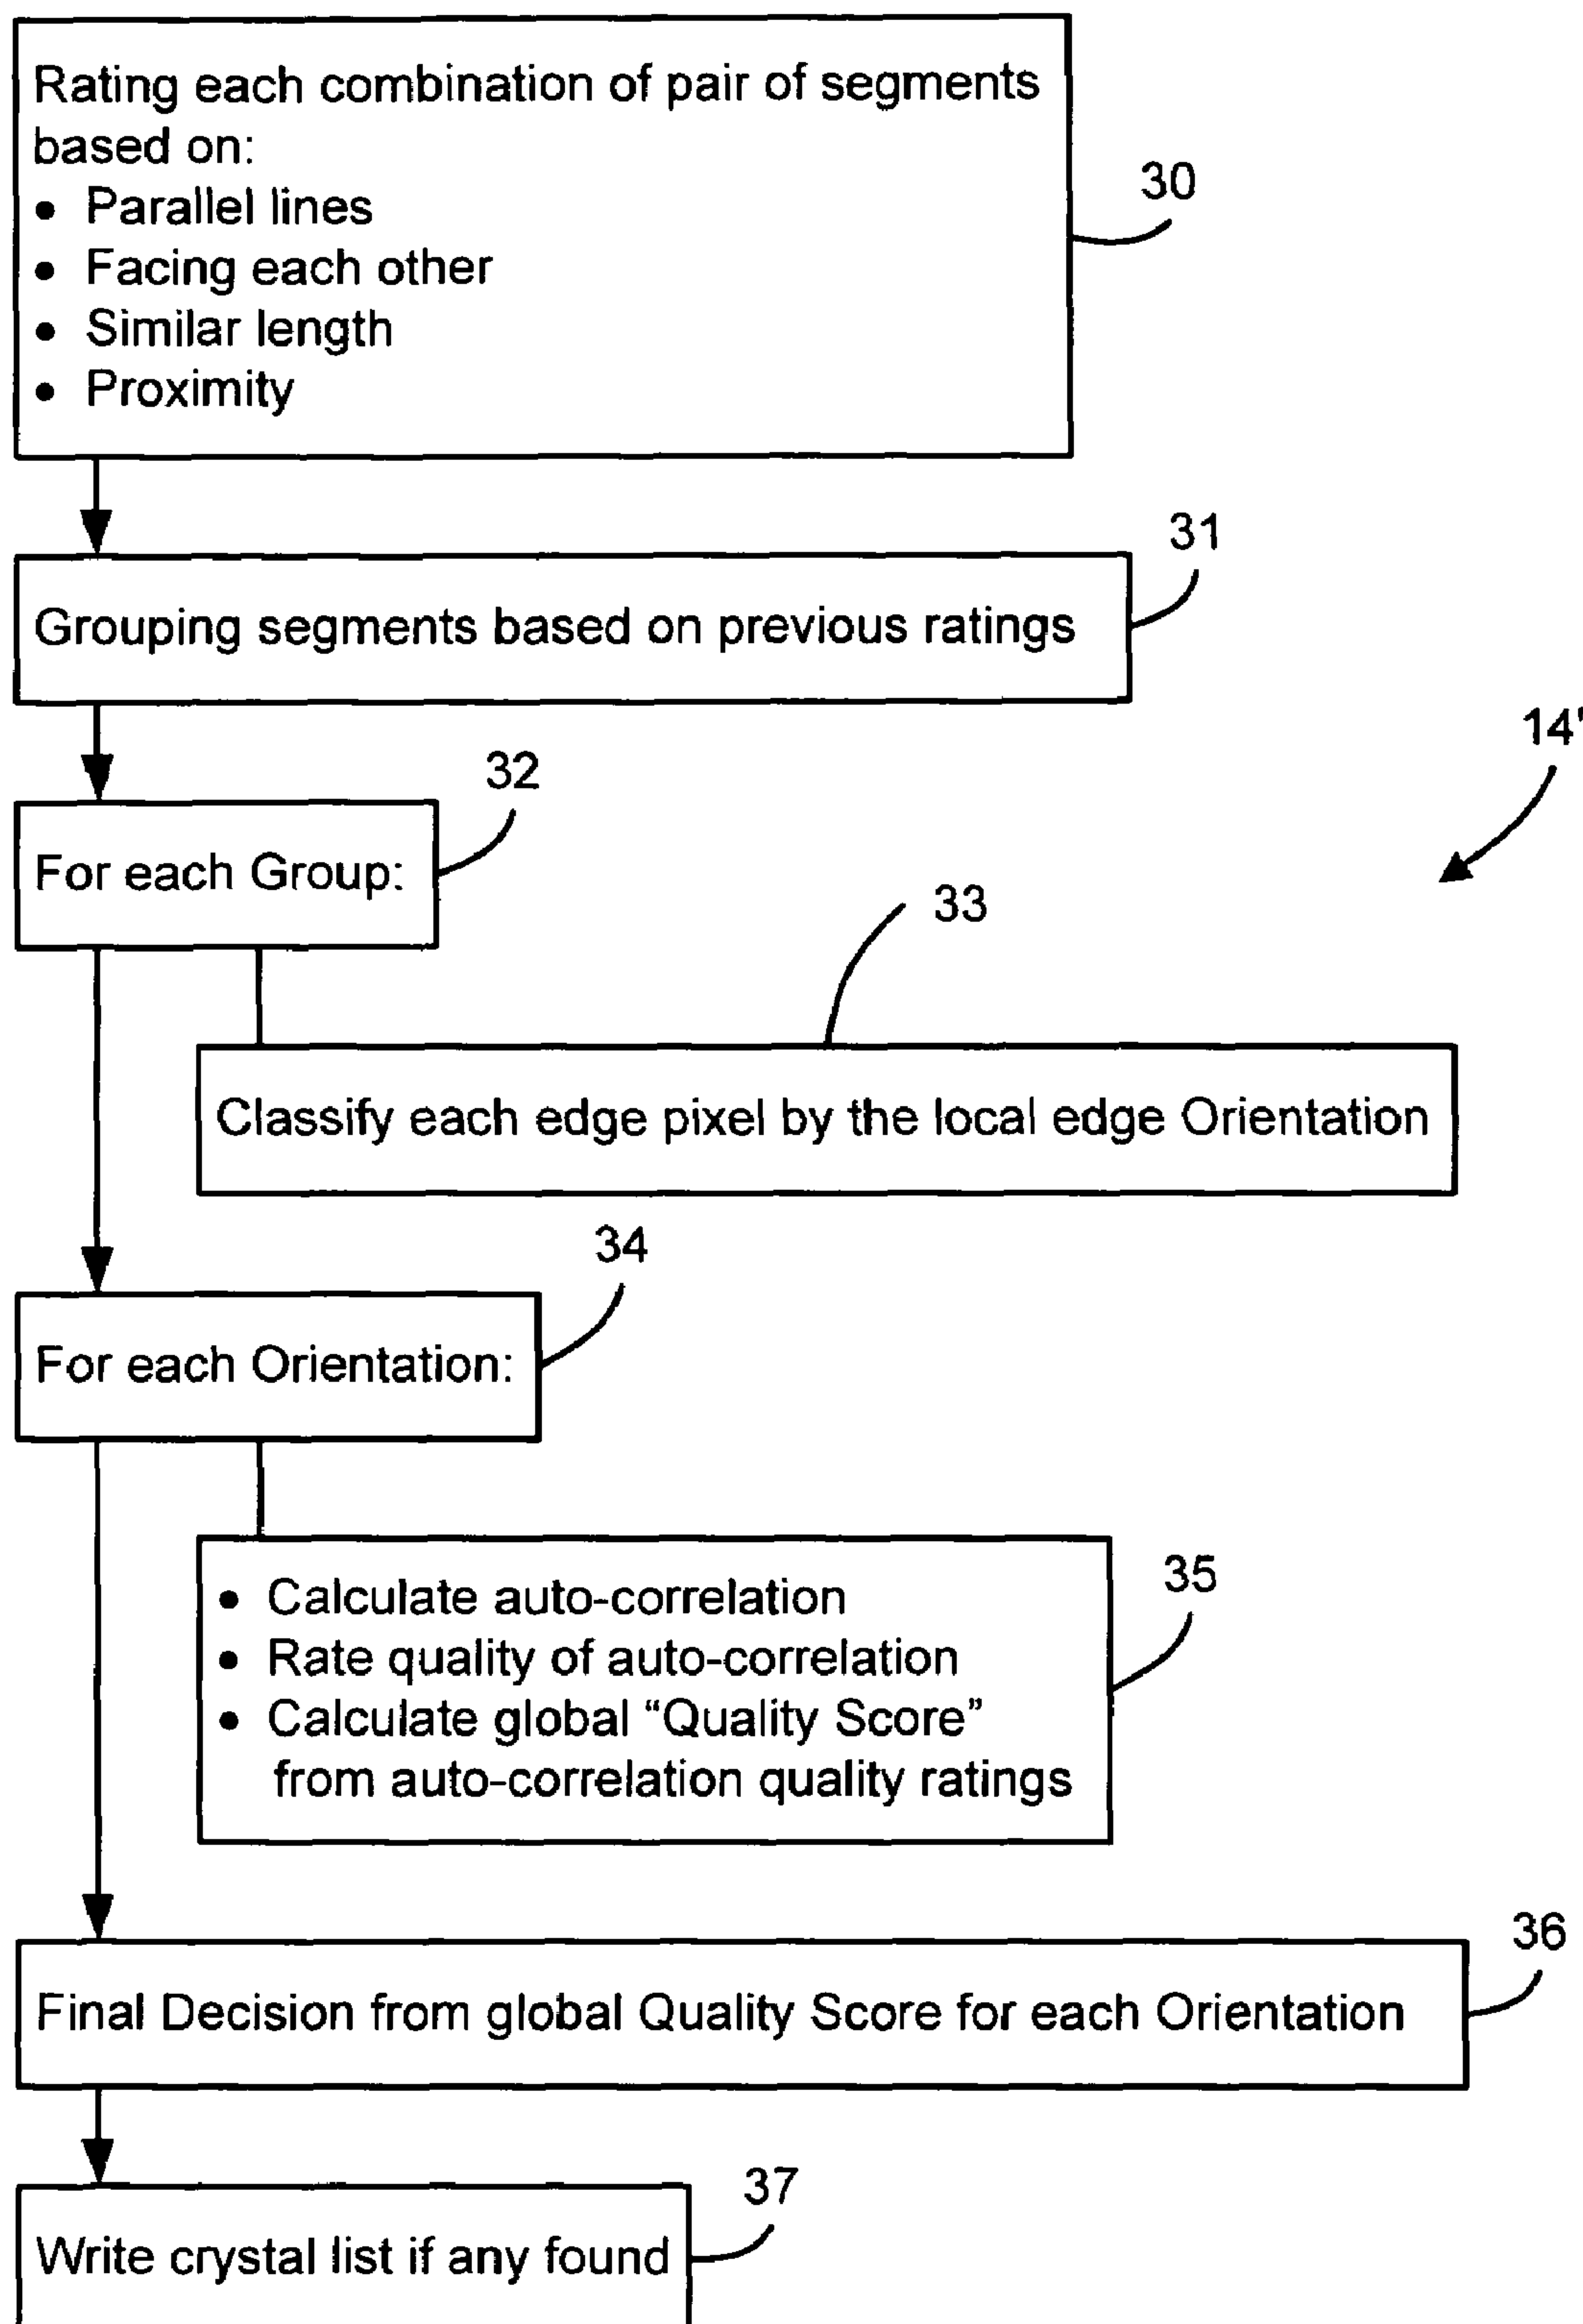 Rating each combination of pair of segments
based on:
• Parallel lines
• Facing each other
• Similar length
• Proximity
30
31
Grouping segments based on previous ratings
14'
32
For each Group:
33
Classify each edge pixel by the local edge Orientation
34
For each Orientation:
35
• Calculate auto-correlation
• Rate quality of auto-correlation
• Calculate global “Quality Score”
from auto-correlation quality ratings
36
Final Decision from global Quality Score for each Orientation
37
Write crystal list if any found